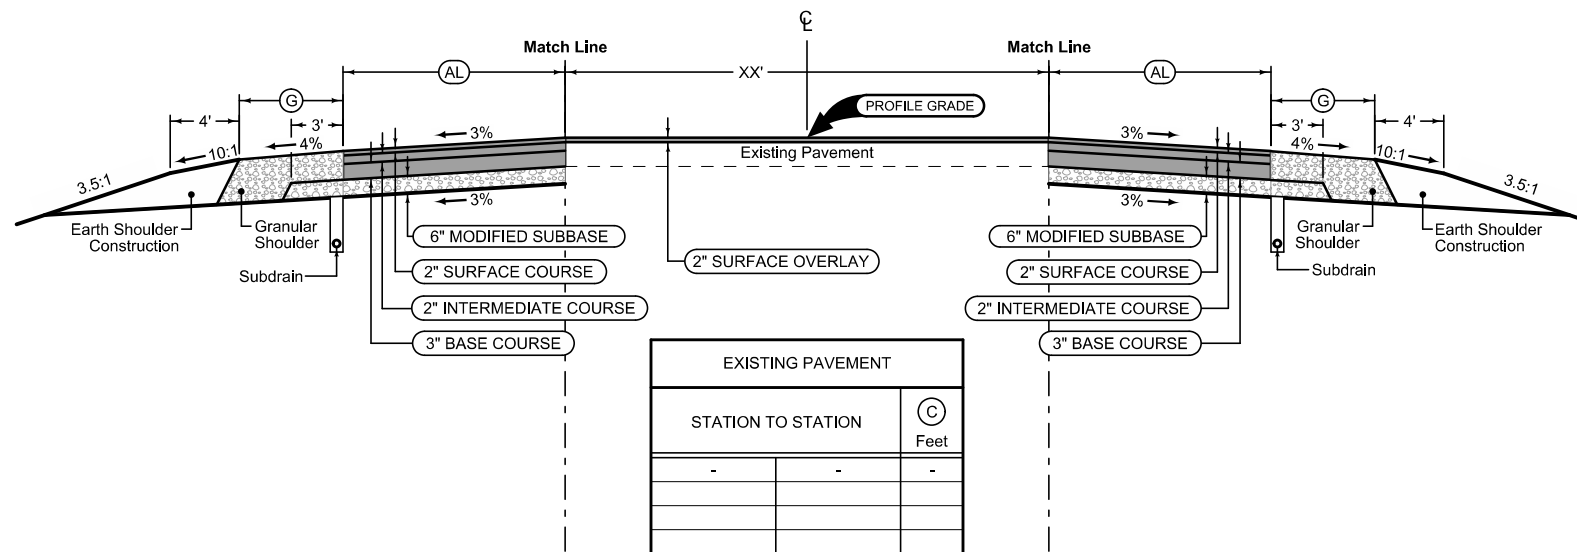 ℄
Match Line
Match Line
AL
XX'
AL
G
PROFILE GRADE
G
4'
3'
3'
4'
3%
3%
4%
4%
10:1
10:1
Existing Pavement
3.5:1
3.5:1
3%
3%
Earth Shoulder
Construction
Granular
Shoulder
Subdrain
6" MODIFIED SUBBASE
2" SURFACE COURSE
2" INTERMEDIATE COURSE
3" BASE COURSE
2" SURFACE OVERLAY
6" MODIFIED SUBBASE
2" SURFACE COURSE
2" INTERMEDIATE COURSE
3" BASE COURSE
Granular
Shoulder
Earth Shoulder
Construction
Subdrain
EXISTING PAVEMENT
STATION TO STATION
C
Feet
- - -